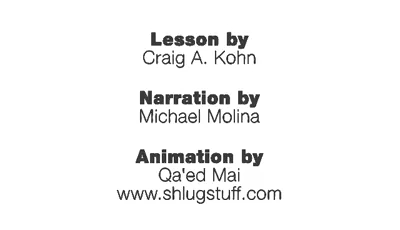 Lesson by
Craig A. Kohn
Narration by
Michael Molina
Animation by
Qa'ed Mai
www.shlugstuff.com